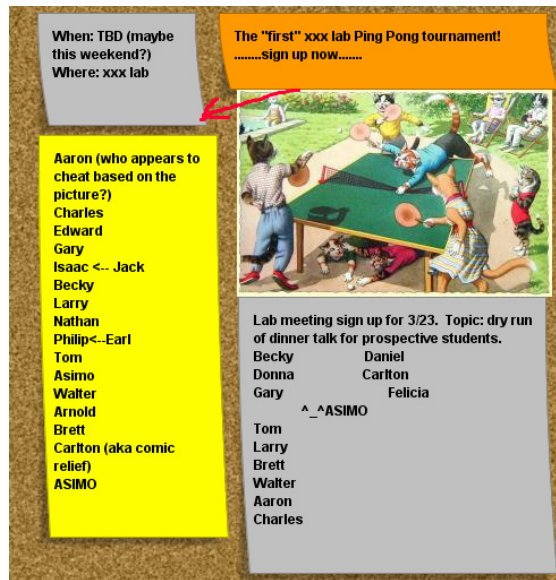 When: TBD (maybe
this weekend?)
Where: xxx lab
The "first" xxx lab Ping Pong tournament!
........sign up now.......
Aaron (who appears to
cheat based on the
picture?)
Charles
Edward
Gary
Isaac <-- Jack
Becky
Larry
Nathan
Philip<--Earl
Tom
Asimo
Walter
Arnold
Brett
Carlton (aka comic
relief)
ASIMO
Lab meeting sign up for 3/23. Topic: dry run
of dinner talk for prospective students.
Becky Daniel
Donna Carlton
Gary Felicia
^_^ASIMO
Tom
Larry
Brett
Walter
Aaron
Charles